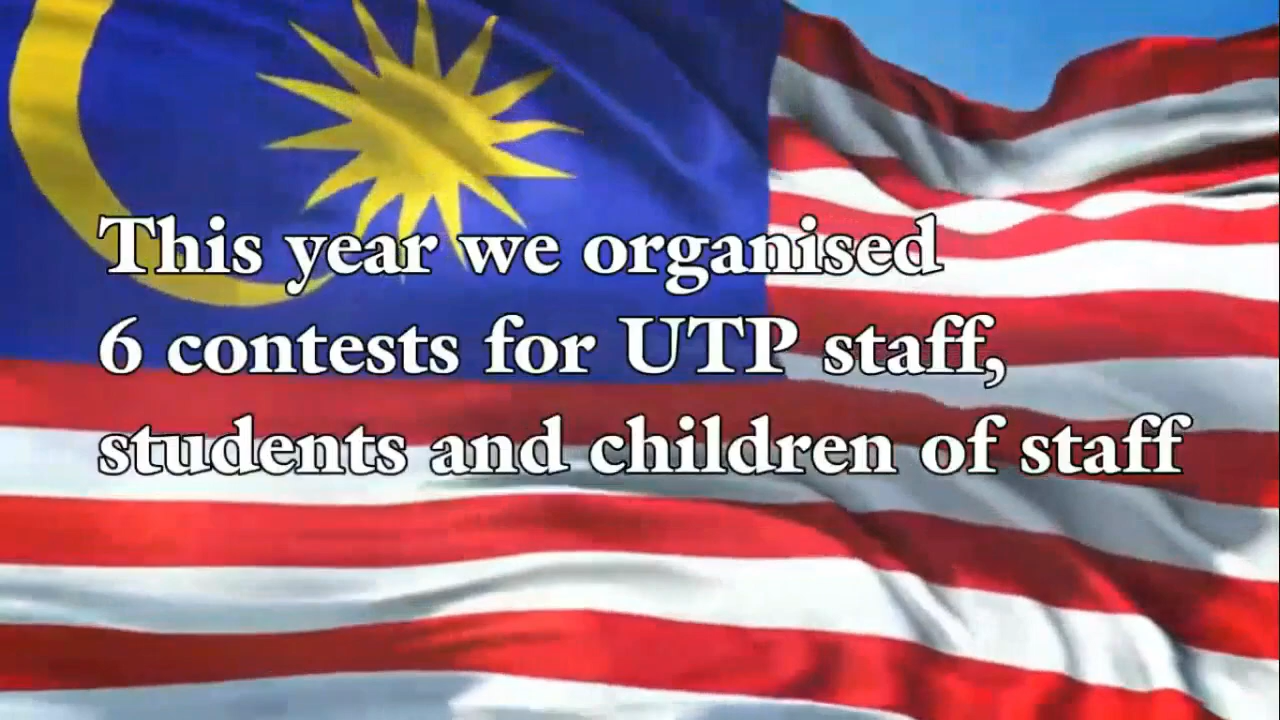 This year we organised
6 contests for UTP staff,
students and children of staff